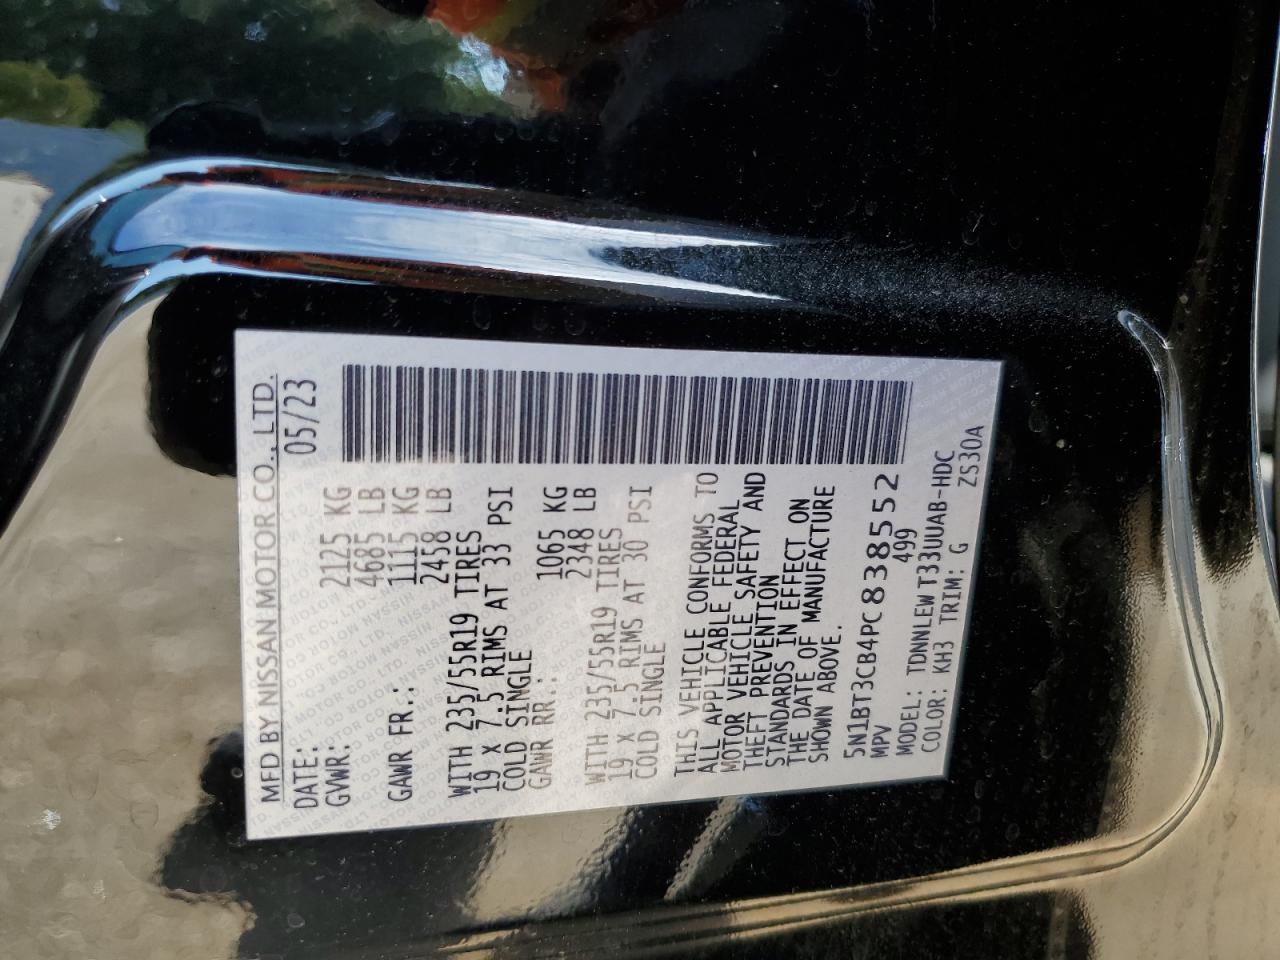 MFD BY NISSAN MOTOR CO., LTD.
DATE: 05/23
GVWR: 2125 KG
4685 LB
GAWR FR.: 1115 KG
2458 LB
WITH 235/55R19 TIRES
19 X 7.5 RIMS AT 33 PSI
COLD SINGLE
GAWR RR.: 1065 KG
2348 LB
WITH 235/55R19 TIRES
19 X 7.5 RIMS AT 30 PSI
COLD SINGLE
THIS VEHICLE CONFORMS TO
ALL APPLICABLE FEDERAL
MOTOR VEHICLE SAFETY AND
THEFT PREVENTION
STANDARDS IN EFFECT ON
THE DATE OF MANUFACTURE
SHOWN ABOVE.
5N1BT3CB4PC838552
MPV 499
MODEL: TDNNLEWT33UUAB-HDC
COLOR: KH3 TRIM: G ZS30A